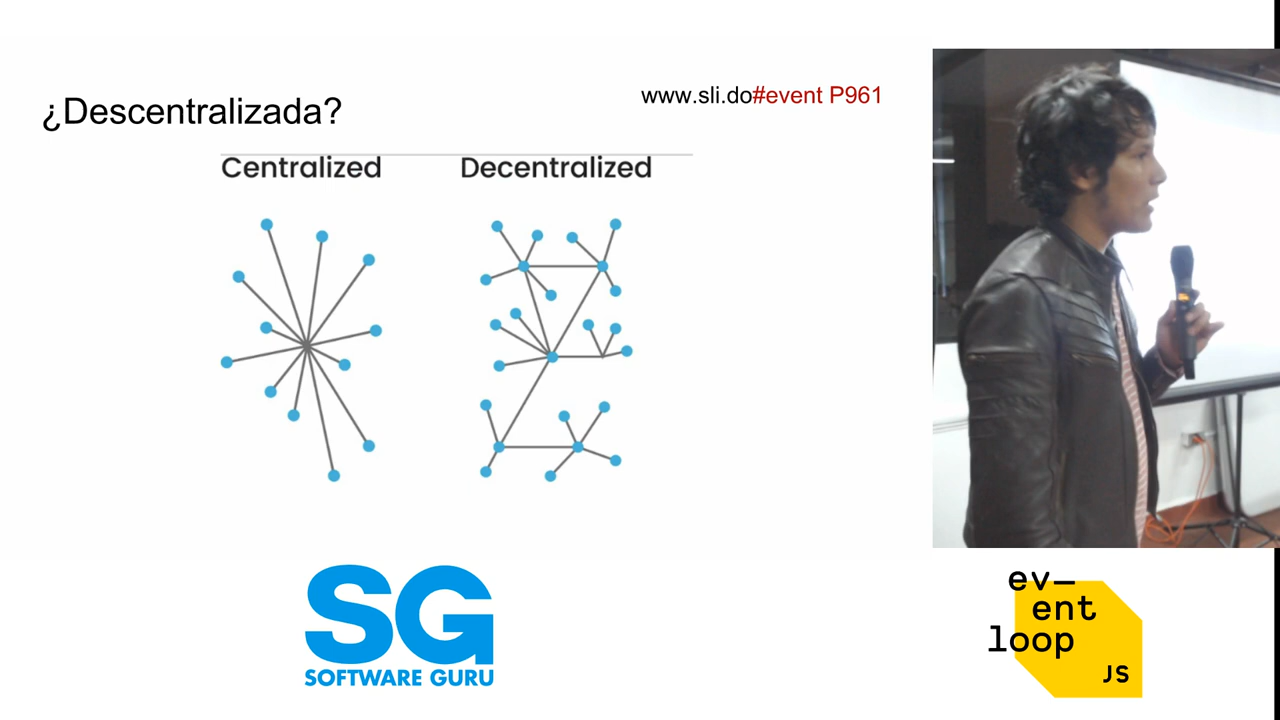 ¿Descentralizada?
www.sli.do#event P961
Centralized
Decentralized
SG
SOFTWARE GURU
ev—
ent
loop
JS